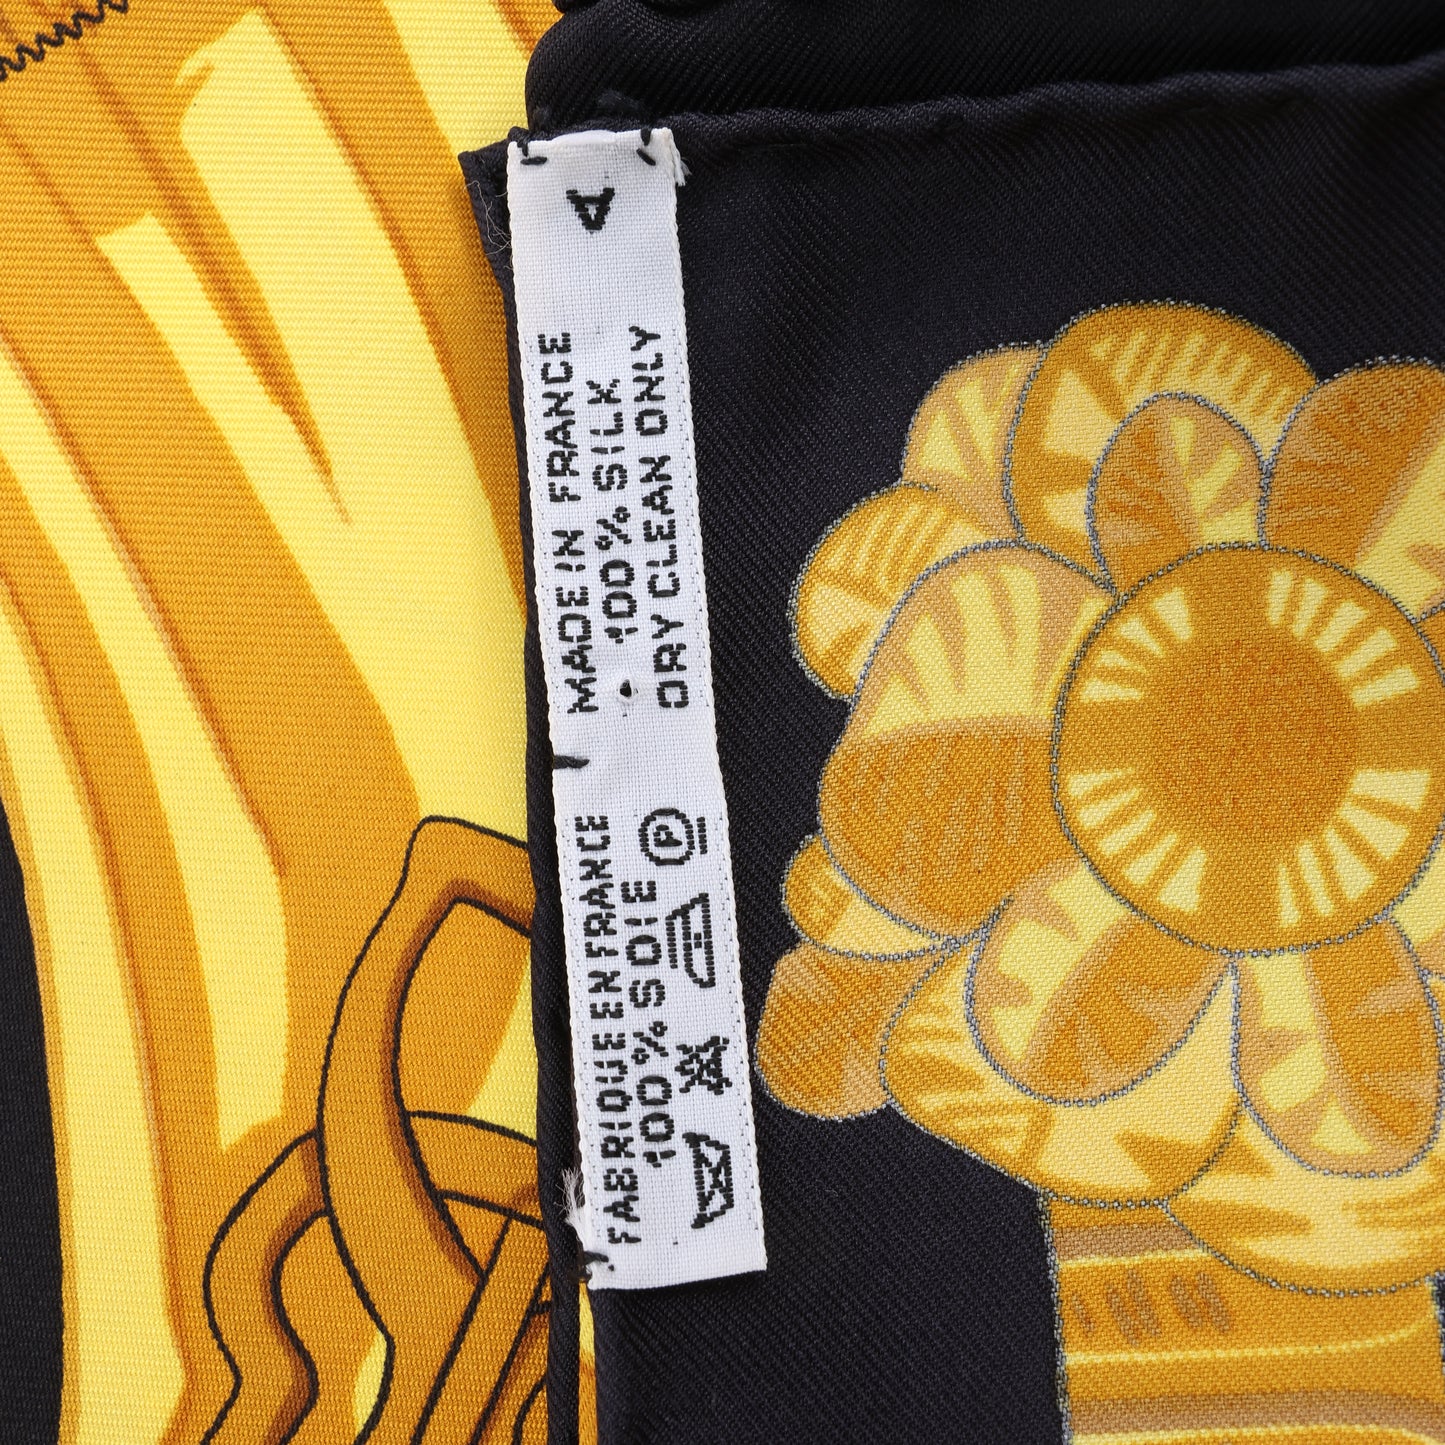 A
MADE IN FRANCE
100% SILK
DRY CLEAN ONLY
FABRIQUE EN FRANCE
100% SOIE
P